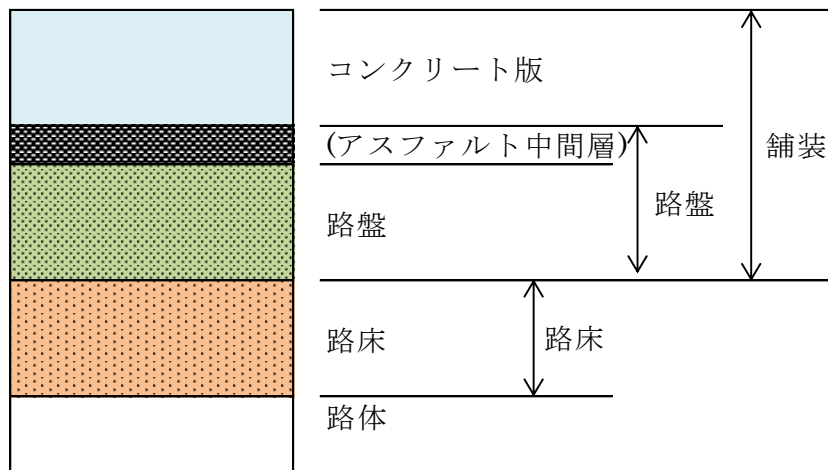 コンクリート版
(アスファルト中間層)
舗装
路盤
路盤
路床
路床
路体